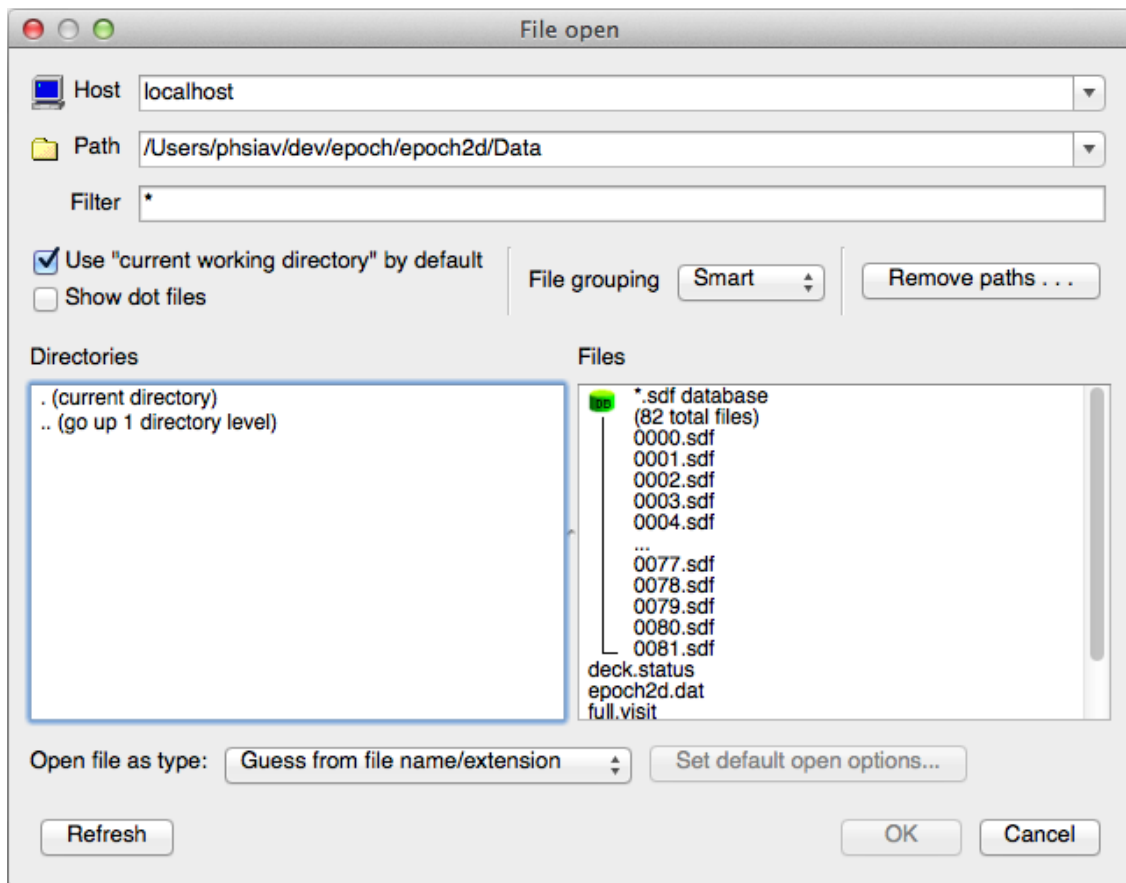 File open
Host localhost
Path /Users/phsiav/dev/epoch/epoch2d/Data
Filter *
Use "current working directory" by default
Show dot files
File grouping Smart
Remove paths . . .
Directories
. (current directory)
.. (go up 1 directory level)
Files
DB
*.sdf database
(82 total files)
0000.sdf
0001.sdf
0002.sdf
0003.sdf
0004.sdf
...
0077.sdf
0078.sdf
0079.sdf
0080.sdf
0081.sdf
deck.status
epoch2d.dat
full.visit
Open file as type: Guess from file name/extension
Set default open options...
Refresh
OK
Cancel